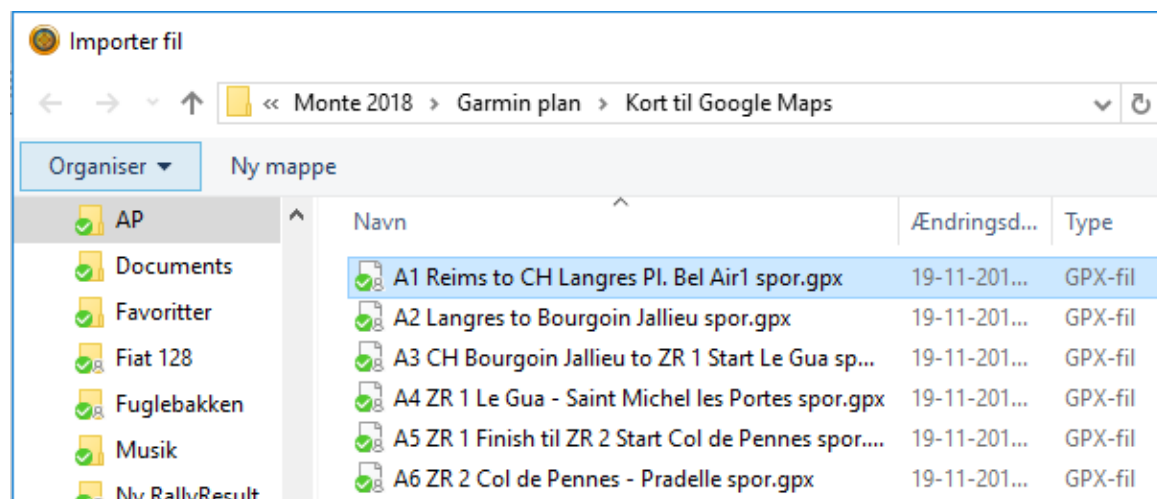 Importer fil
« Monte 2018 > Garmin plan > Kort til Google Maps
Organiser Ny mappe
AP
Documents
Favoritter
Fiat 128
Fuglebakken
Musik
Ny RallyResult
Navn Ændringsd... Type
A1 Reims to CH Langres Pl. Bel Air1 spor.gpx 19-11-201... GPX-fil
A2 Langres to Bourgoin Jallieu spor.gpx 19-11-201... GPX-fil
A3 CH Bourgoin Jallieu to ZR 1 Start Le Gua sp... 19-11-201... GPX-fil
A4 ZR 1 Le Gua - Saint Michel les Portes spor.gpx 19-11-201... GPX-fil
A5 ZR 1 Finish til ZR 2 Start Col de Pennes spor.... 19-11-201... GPX-fil
A6 ZR 2 Col de Pennes - Pradelle spor.gpx 19-11-201... GPX-fil